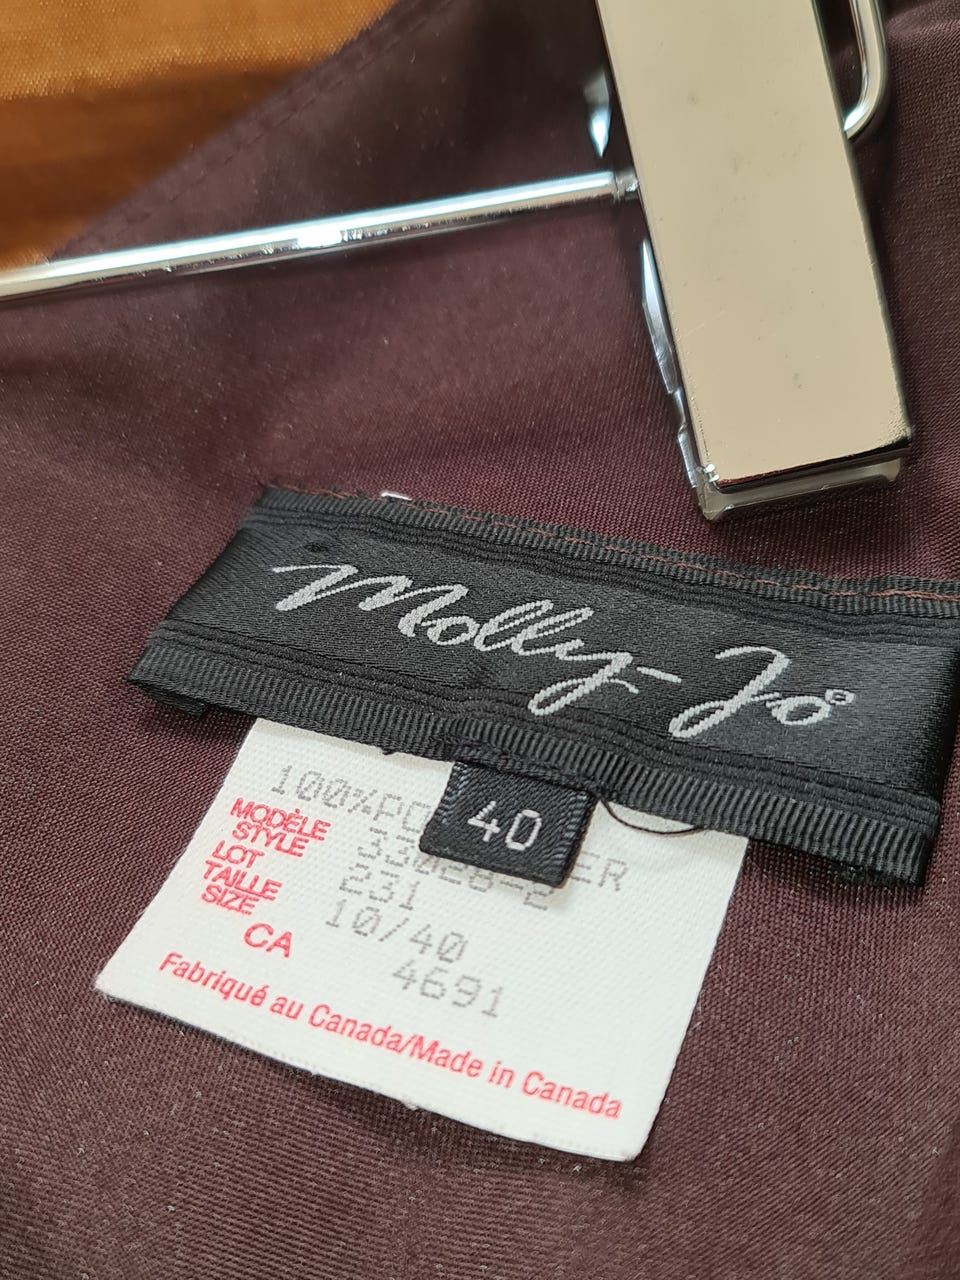 Molly-Jo®
40
100%PO
MODÈLE
STYLE
ER
LOT 231
TAILLE
SIZE 10/40
CA 4691
Fabriqué au Canada/Made in Canada